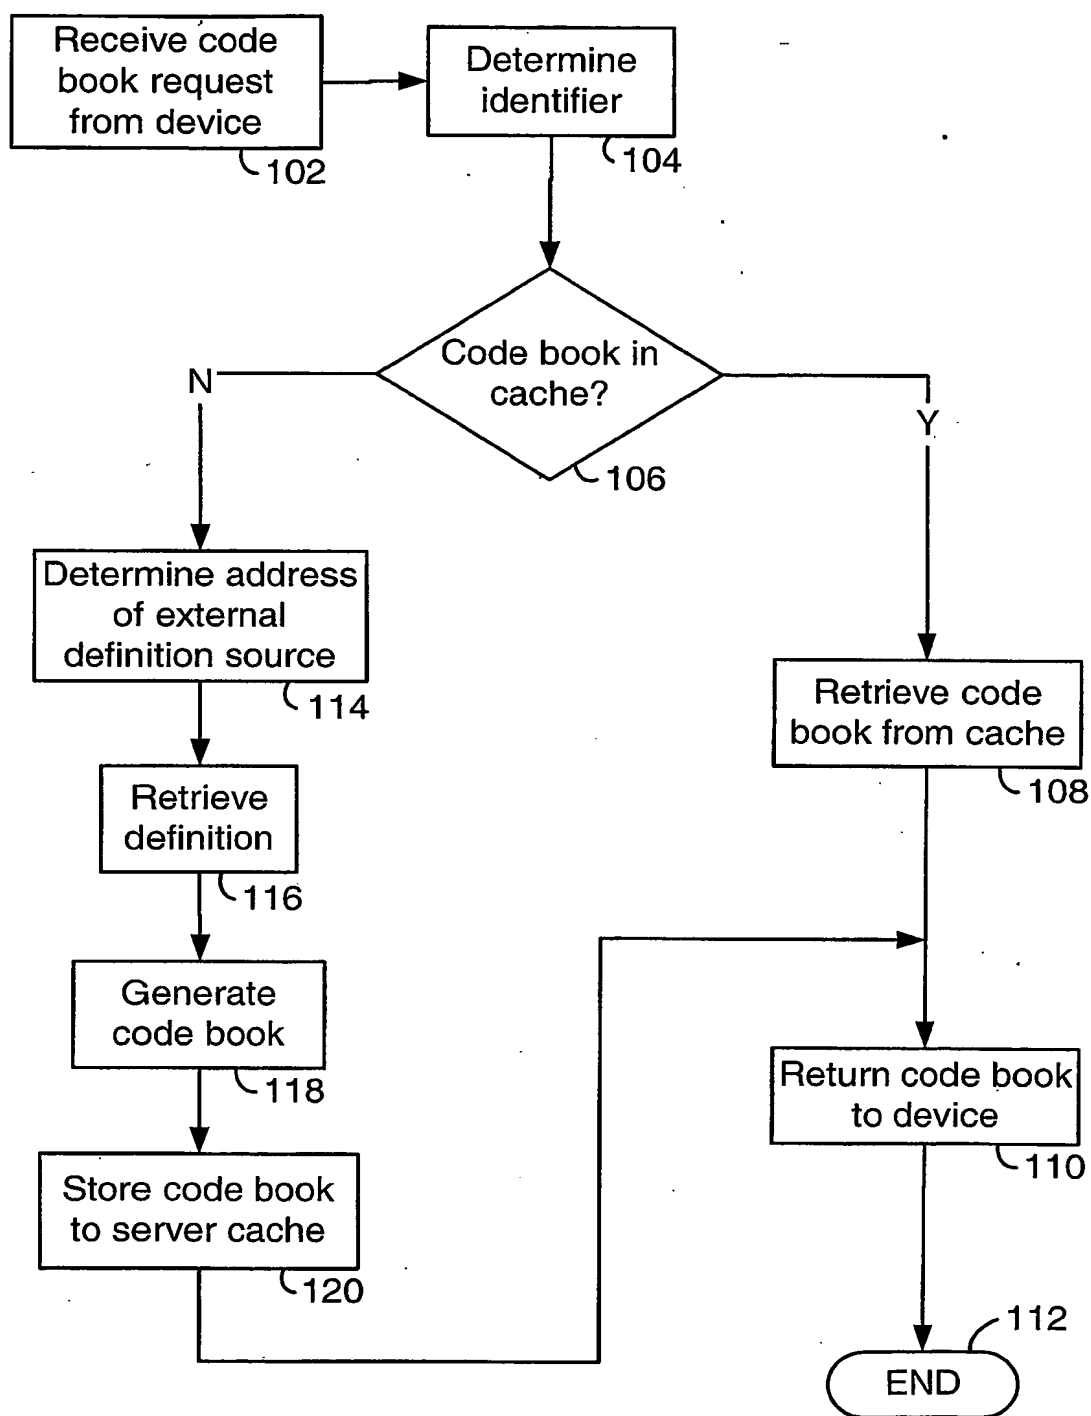 Receive code
book request
from device
102
Determine
identifier
104
Code book in
cache?
106
N
Y
Determine address
of external
definition source
114
Retrieve code
book from cache
108
Retrieve
definition
116
Generate
code book
118
Return code book
to device
110
Store code book
to server cache
120
112
END